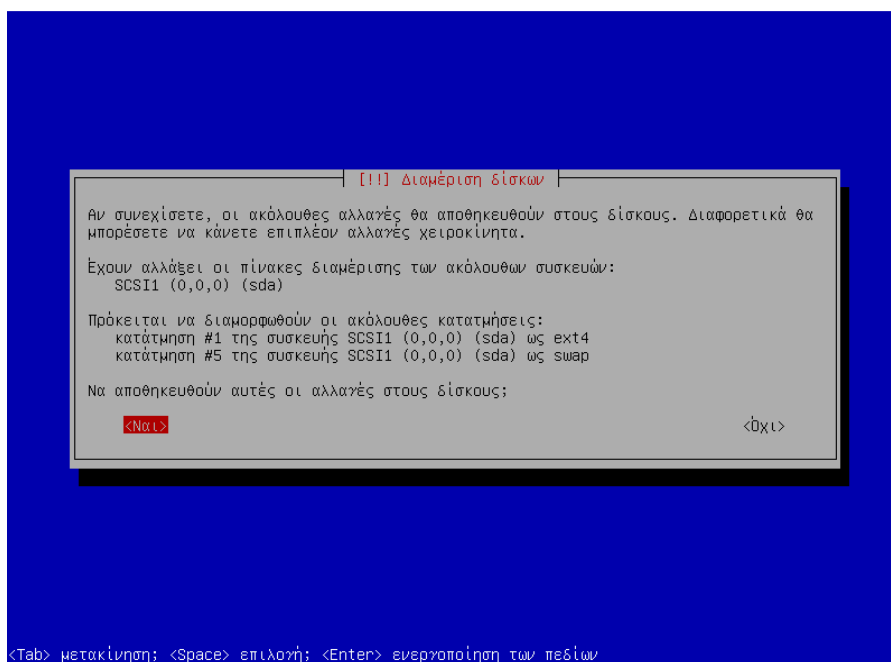 [!!] Διαμέριση δίσκων
Αν συνεχίσετε, οι ακόλουθες αλλαγές θα αποθηκευθούν στους δίσκους. Διαφορετικά θα
μπορέσετε να κάνετε επιπλέον αλλαγές χειροκίνητα.
Έχουν αλλάξει οι πίνακες διαμέρισης των ακόλουθων συσκευών:
SCSI1 (0,0,0) (sda)
Πρόκειται να διαμορφωθούν οι ακόλουθες κατατμήσεις:
κατάτμηση #1 της συσκευής SCSI1 (0,0,0) (sda) ως ext4
κατάτμηση #5 της συσκευής SCSI1 (0,0,0) (sda) ως swap
Να αποθηκευθούν αυτές οι αλλαγές στους δίσκους;
<Ναι> <Όχι>
<Tab> μετακίνηση; <Space> επιλογή; <Enter> ενεργοποίηση των πεδίων